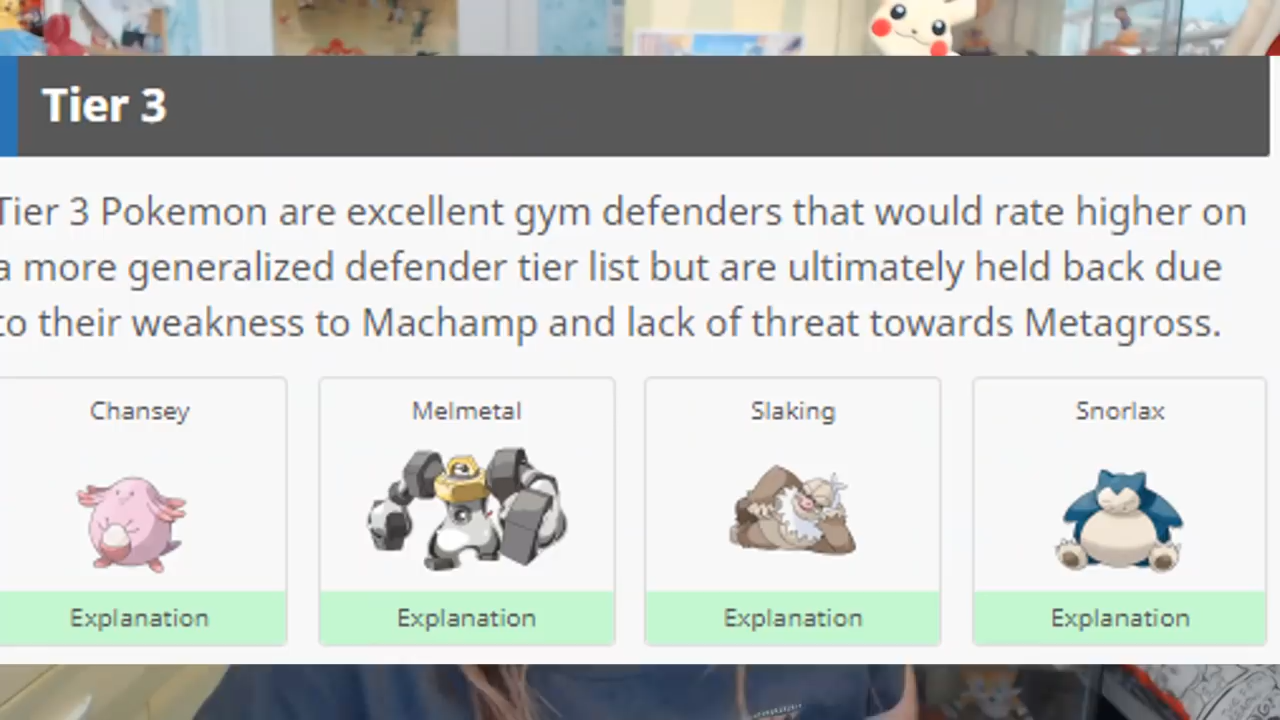 Tier 3
Tier 3 Pokemon are excellent gym defenders that would rate higher on
a more generalized defender tier list but are ultimately held back due
to their weakness to Machamp and lack of threat towards Metagross.
Chansey
Melmetal
Slaking
Snorlax
Explanation
Explanation
Explanation
Explanation